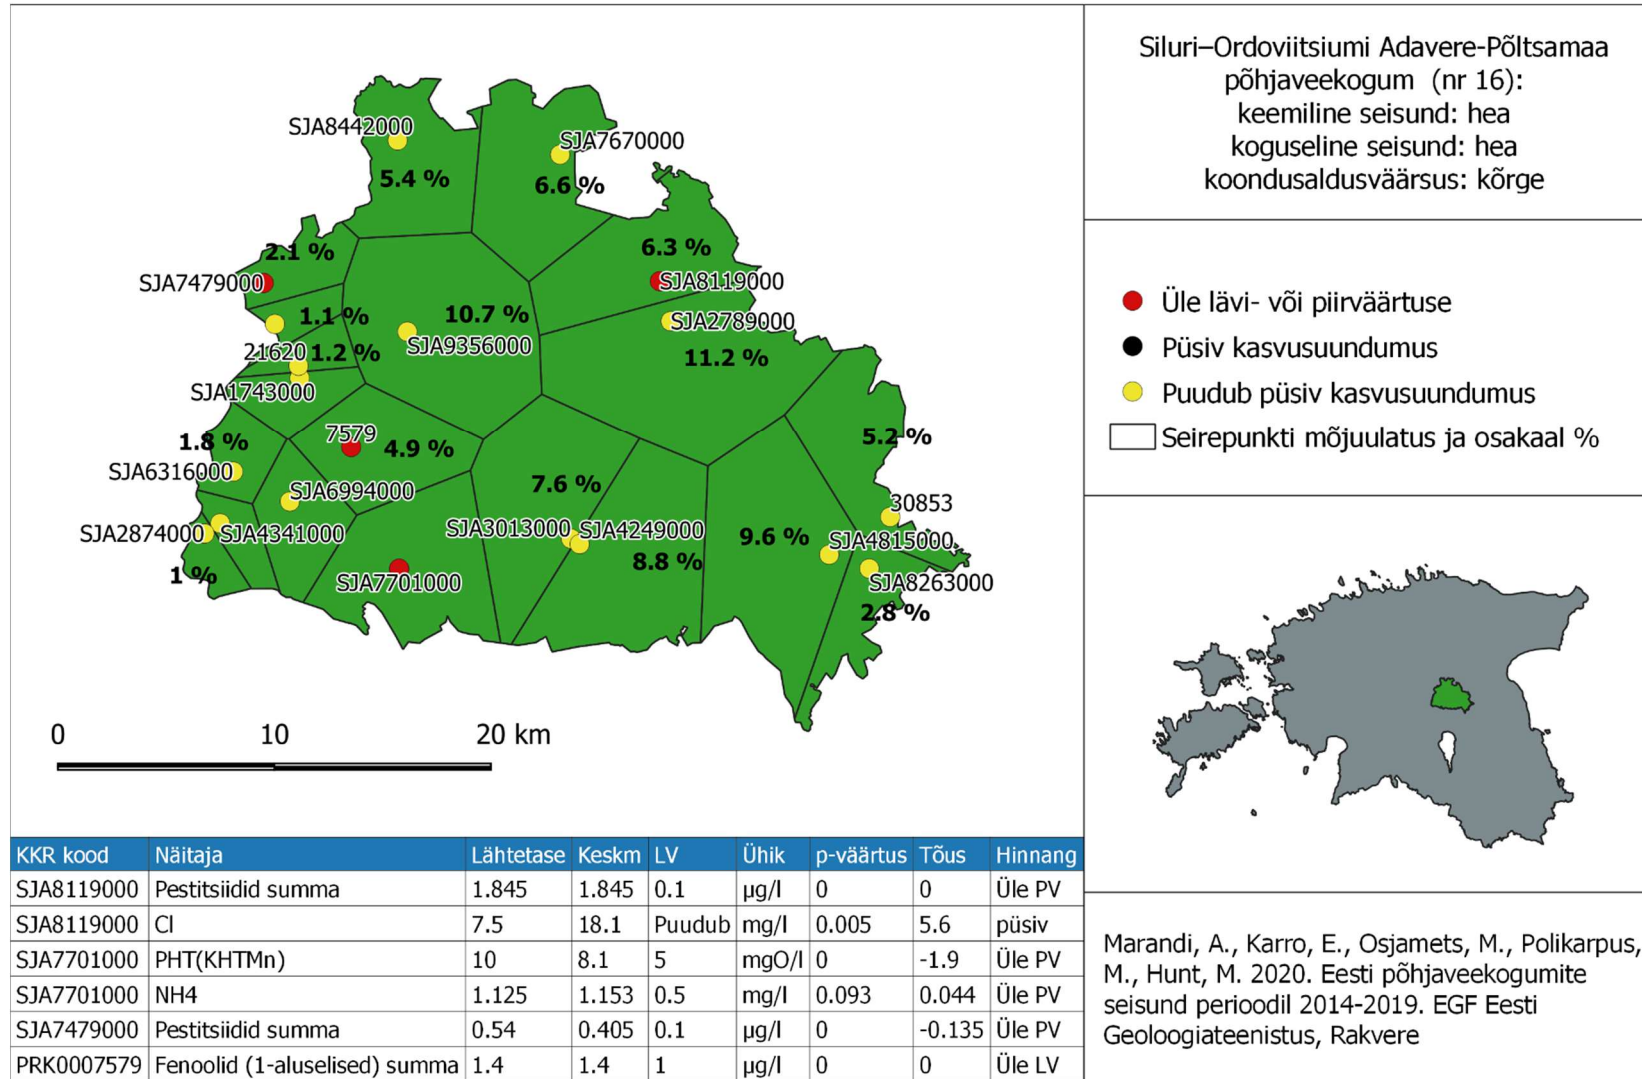 SJA8442000
SJA7670000
5.4 %
6.6 %
2.1 %
6.3 %
SJA7479000
SJA8119000
1.1 %
10.7 %
SJA2789000
21620
1.2 %
SJA9356000
11.2 %
SJA1743000
1.8 %
7579
4.9 %
5.2 %
SJA6316000
SJA6994000
7.6 %
30853
SJA2874000
SJA4341000
SJA3013000
SJA4249000
9.6 %
SJA4815000
1 %
SJA7701000
8.8 %
SJA8263000
2.8 %
0 10 20 km
Siluri–Ordoviitsiumi Adavere-Põltsamaa
põhjaveekogum (nr 16):
keemiline seisund: hea
koguseline seisund: hea
koondusaldusväärsus: kõrge
Üle lävi- või piirväärtuse
Püsiv kasvusuundumus
Puudub püsiv kasvusuundumus
Seirepunkti mõjuulatus ja osakaal %
KKR kood Näitaja Lähtetase Keskm LV Ühik p-väärtus Tõus Hinnang
SJA8119000 Pestitsiidid summa 1.845 1.845 0.1 µg/l 0 0 Üle PV
SJA8119000 Cl 7.5 18.1 Puudub mg/l 0.005 5.6 püsiv
SJA7701000 PHT(KHTMn) 10 8.1 5 mgO/l 0 -1.9 Üle PV
SJA7701000 NH4 1.125 1.153 0.5 mg/l 0.093 0.044 Üle PV
SJA7479000 Pestitsiidid summa 0.54 0.405 0.1 µg/l 0 -0.135 Üle PV
PRK0007579 Fenoolid (1-aluselised) summa 1.4 1.4 1 µg/l 0 0 Üle LV
Marandi, A., Karro, E., Osjamets, M., Polikarpus,
M., Hunt, M. 2020. Eesti põhjaveekogumite
seisund perioodil 2014-2019. EGF Eesti
Geoloogiateenistus, Rakvere